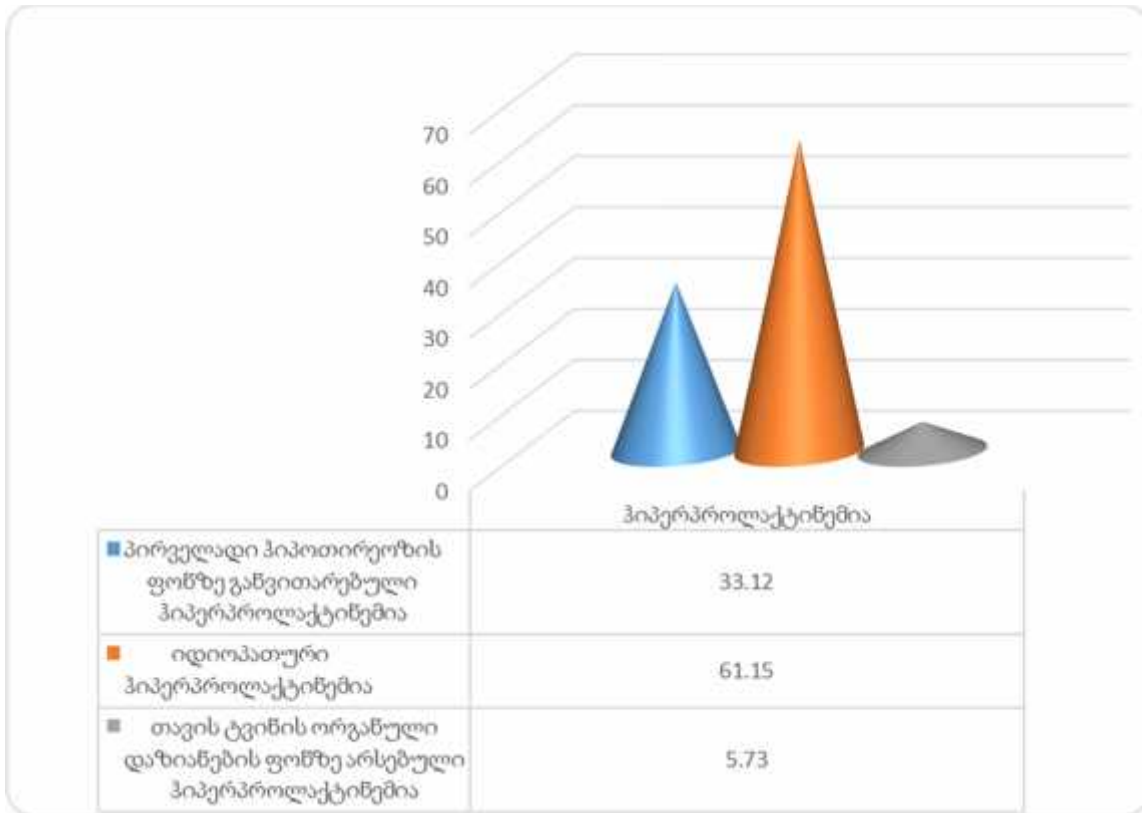 70
60
50
40
30
20
10
0
ჰიპერპროლაქტინემია
პირველადი ჰიპოთირეოზის
ფონზე განვითარებული
ჰიპერპროლაქტინემია
33.12
იდიოპათური
ჰიპერპროლაქტინემია
61.15
თავის ტვინის ორგანული
დაზიანების ფონზე არსებული
ჰიპერპროლაქტინემია
5.73